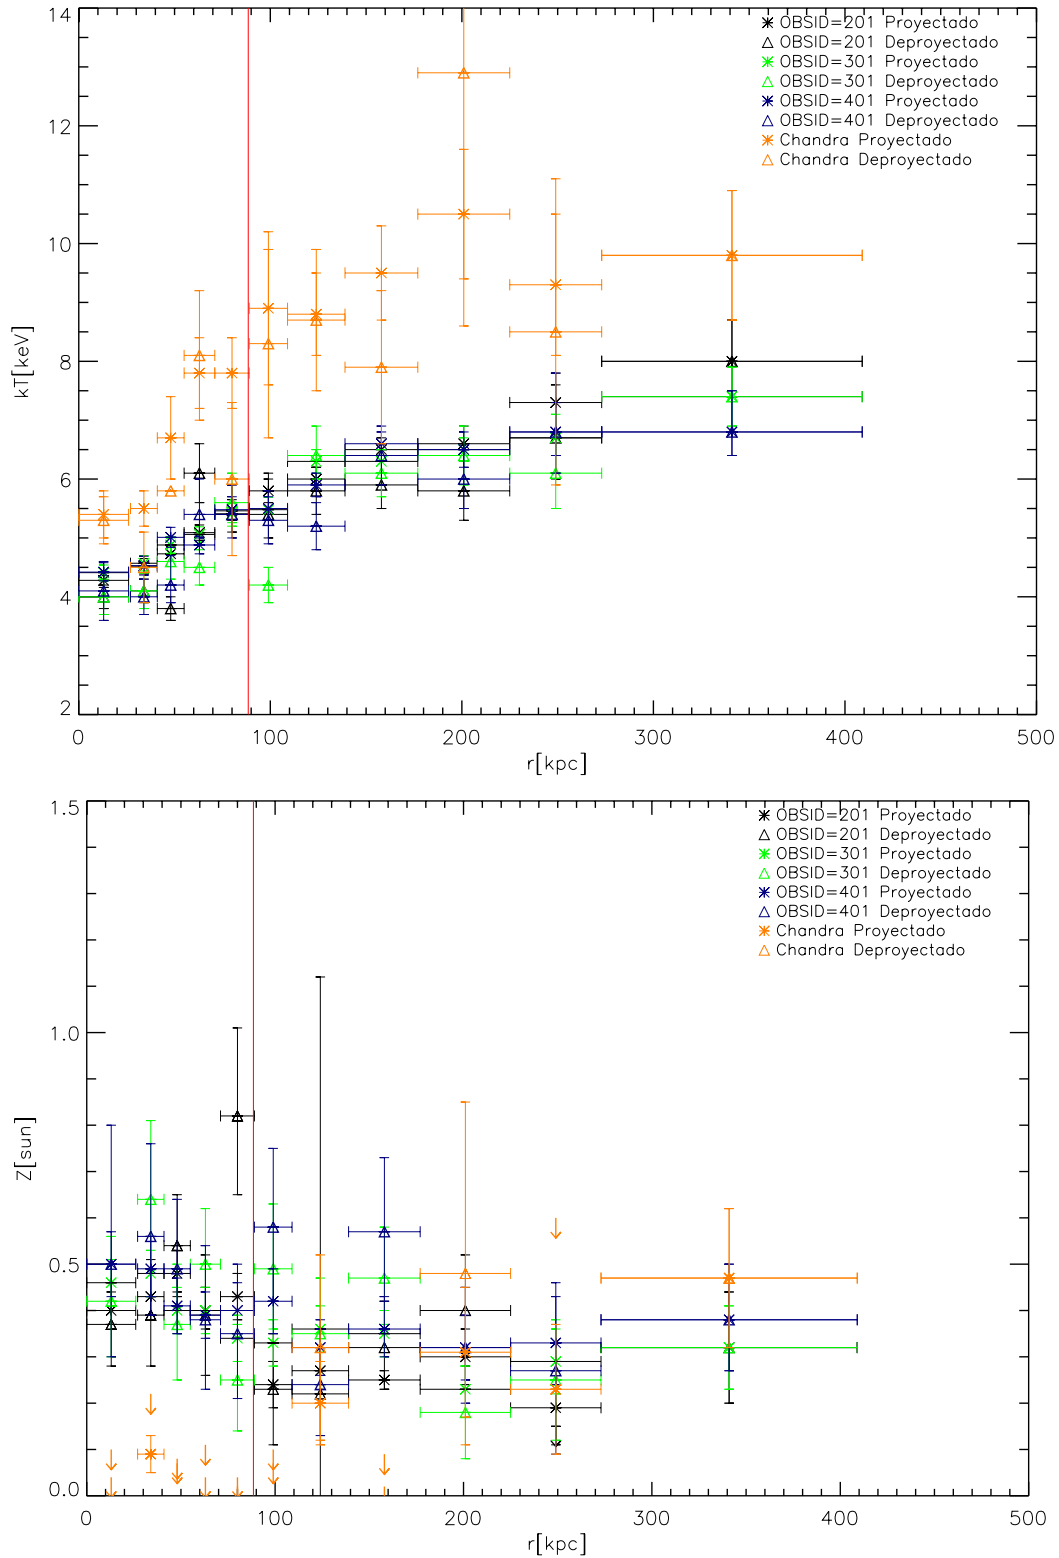 14
12
10
8
6
4
2
kT[keV]
OBSID=201 Proyectado
OBSID=201 Deproyectado
OBSID=301 Proyectado
OBSID=301 Deproyectado
OBSID=401 Proyectado
OBSID=401 Deproyectado
Chandra Proyectado
Chandra Deproyectado
0 100 200 300 400 500
r[kpc]
1.5
1.0
0.5
0.0
Z[sun]
OBSID=201 Proyectado
OBSID=201 Deproyectado
OBSID=301 Proyectado
OBSID=301 Deproyectado
OBSID=401 Proyectado
OBSID=401 Deproyectado
Chandra Proyectado
Chandra Deproyectado
0 100 200 300 400 500
r[kpc]